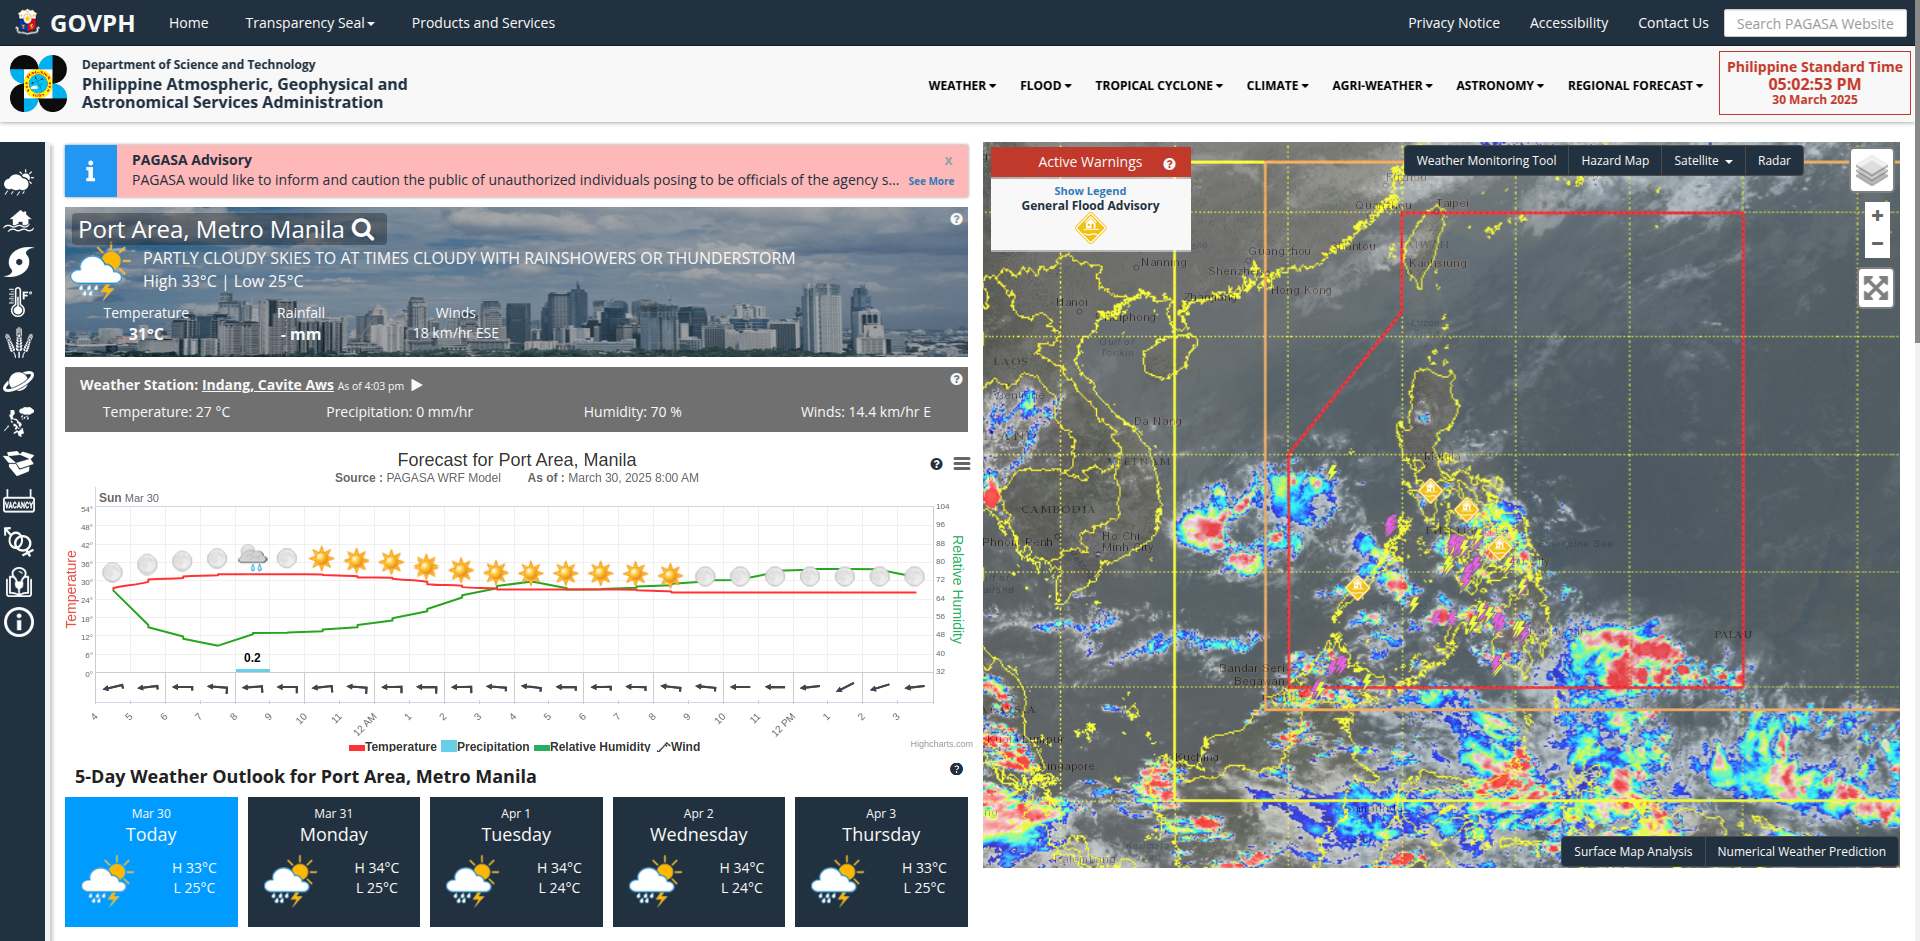 GOVPH
Home
Transparency Seal
Products and Services
Privacy Notice
Accessibility
Contact Us
Search PAGASA Website
Department of Science and Technology
Philippine Atmospheric, Geophysical and
Astronomical Services Administration
WEATHER
FLOOD
TROPICAL CYCLONE
CLIMATE
AGRI-WEATHER
ASTRONOMY
REGIONAL FORECAST
Philippine Standard Time
05:02:53 PM
30 March 2025
VACANCY
PAGASA Advisory
x
PAGASA would like to inform and caution the public of unauthorized individuals posing to be officials of the agency s... See More
Port Area, Metro Manila
PARTLY CLOUDY SKIES TO AT TIMES CLOUDY WITH RAINSHOWERS OR THUNDERSTORM
High 33°C | Low 25°C
Temperature
31°C
Rainfall
- mm
Winds
18 km/hr ESE
Weather Station: Indang, Cavite Aws As of 4:03 pm
Temperature: 27 °C
Precipitation: 0 mm/hr
Humidity: 70 %
Winds: 14.4 km/hr E
Forecast for Port Area, Manila
Source : PAGASA WRF Model As of : March 30, 2025 8:00 AM
Sun Mar 30
Temperature
54°
48°
42°
36°
30°
24°
18°
12°
6°
0°
0.2
104
96
88
80
72
64
56
48
40
32
Relative Humidity
4
5
6
7
8
9
10
11
12 AM
1
2
3
4
5
6
7
8
9
10
11
12 PM
1
2
3
Temperature
Precipitation
Relative Humidity
Wind
Highcharts.com
5-Day Weather Outlook for Port Area, Metro Manila
Mar 30
Today
H 33°C
L 25°C
Mar 31
Monday
H 34°C
L 25°C
Apr 1
Tuesday
H 34°C
L 24°C
Apr 2
Wednesday
H 34°C
L 24°C
Apr 3
Thursday
H 33°C
L 25°C
Active Warnings
Show Legend
General Flood Advisory
Weather Monitoring Tool
Hazard Map
Satellite
Radar
+
−
Taipei
Guangzhou
Shantou
Nanning
Shenzhen
Kaohsiung
Hong Kong
Zhanjiang
Hanoi
Haiphong
Gulf of
Tonkin
Luzon
LAOS
Da Nang
VIETNAM
Manila
CAMBODIA
Phnom Penh
Ho Chi
Minh City
Philippine Sea
PALAU
Bandar Seri
Begawan
Kuala Lumpur
Singapore
Kuching
Palembang
Surface Map Analysis
Numerical Weather Prediction